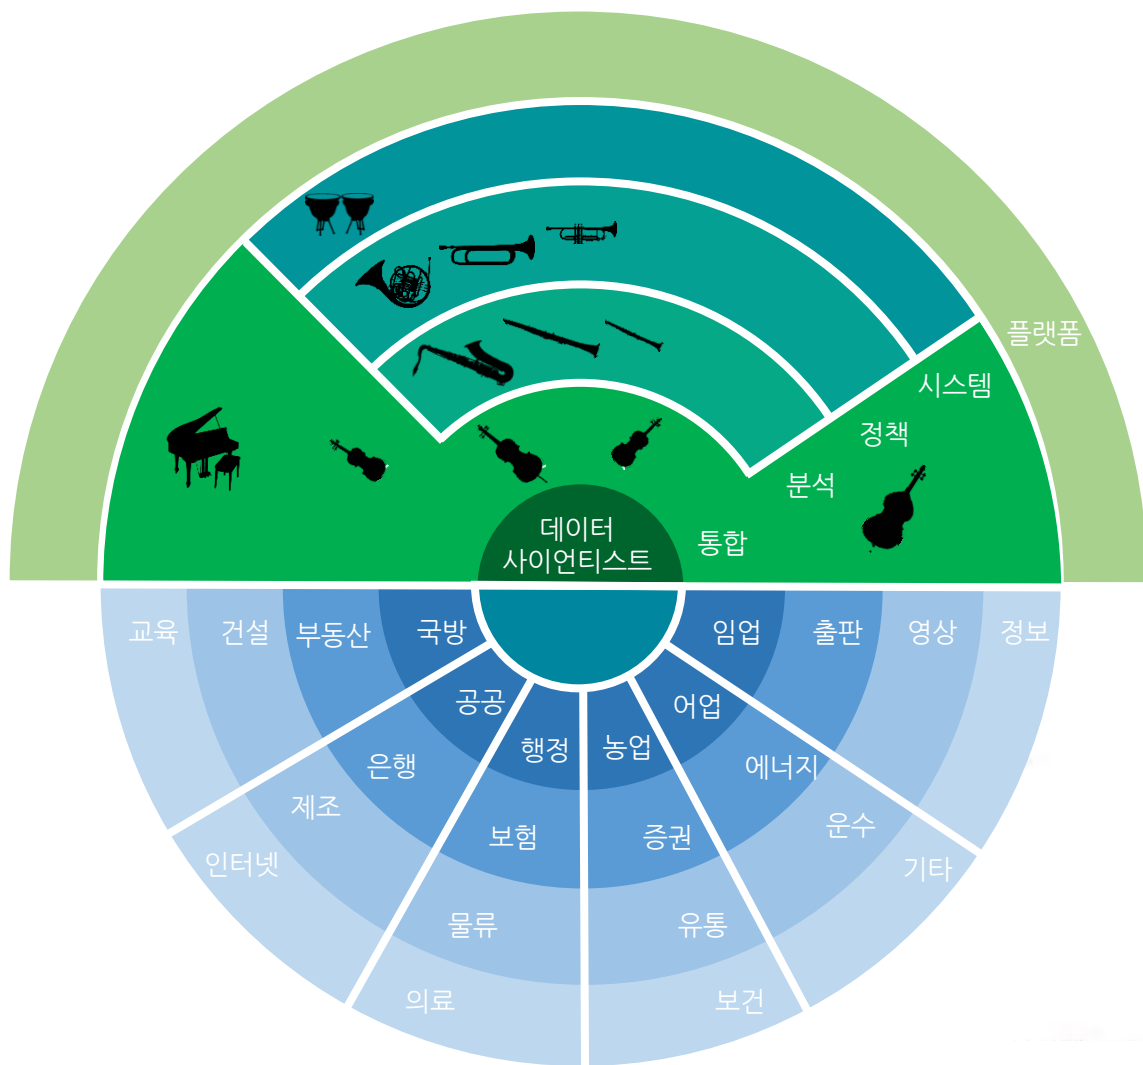 플랫폼
시스템
정책
분석
통합
데이터
사이언티스트
교육
건설
부동산
국방
임업
출판
영상
정보
공공
어업
행정
농업
은행
에너지
제조
보험
증권
운수
인터넷
기타
물류
유통
의료
보건